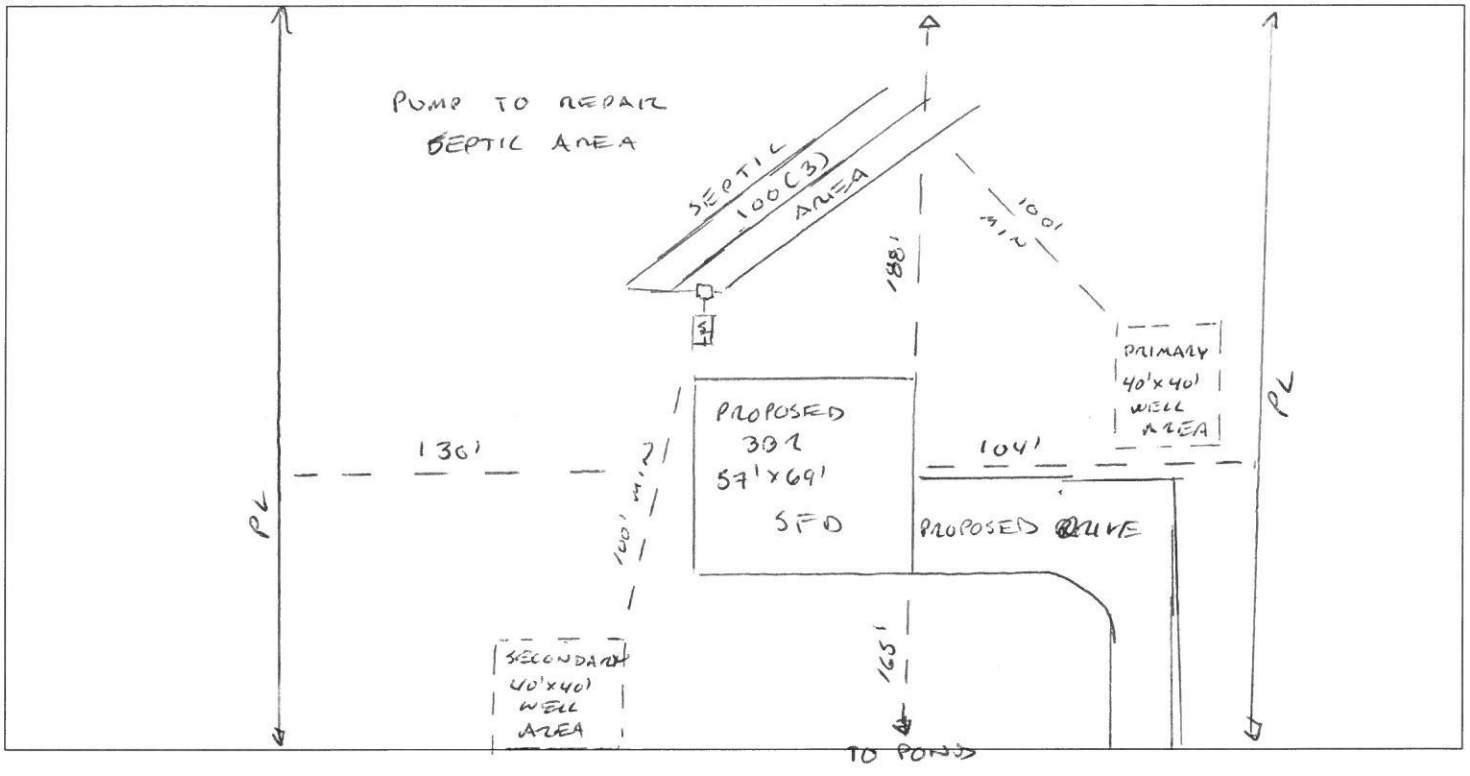 PUMP TO REPAIR
SEPTIC AREA
SEPTIC
100(3)
AREA
188'
100'
MIN
PRIMARY
40'x40'
WELL
AREA
PL
PL
130'
100' MIN
PROPOSED
3BR
57'x69'
SFD
104'
PROPOSED DRIVE
165'
SECONDARY
40'x40'
WELL
AREA
TO POND